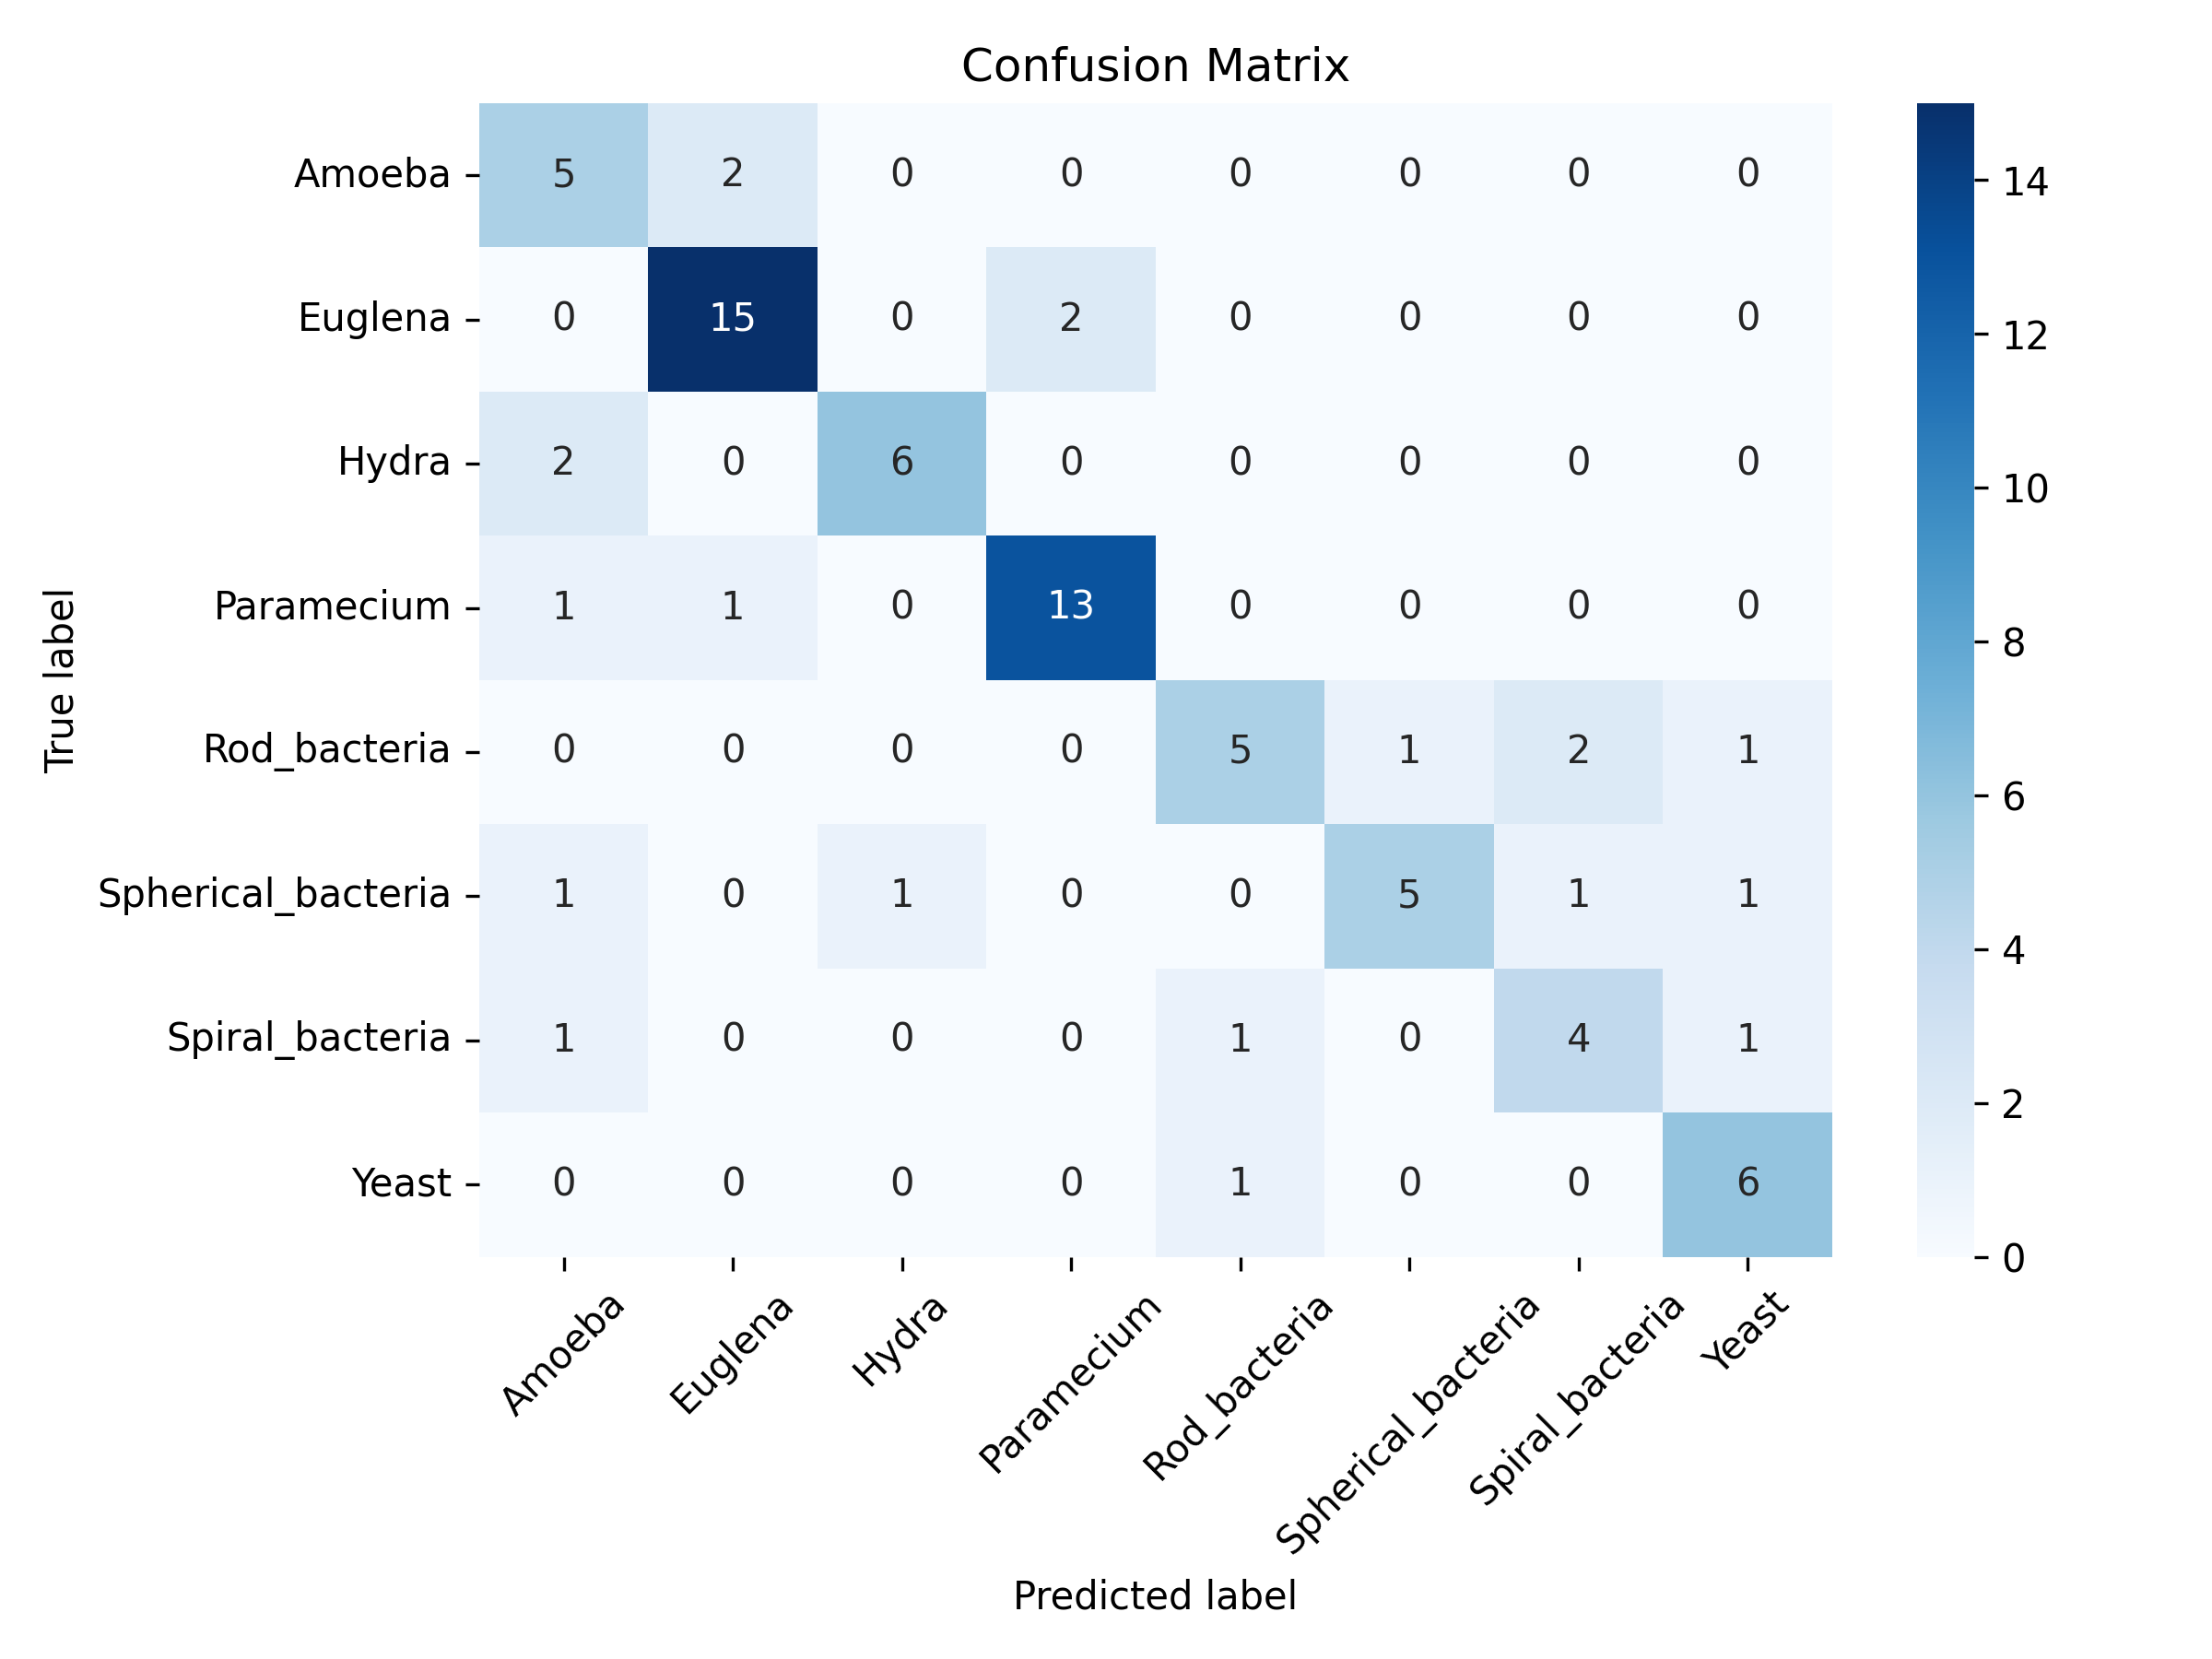 Confusion Matrix
True label
Amoeba 5 2 0 0 0 0 0 0
Euglena 0 15 0 2 0 0 0 0
Hydra 2 0 6 0 0 0 0 0
Paramecium 1 1 0 13 0 0 0 0
Rod_bacteria 0 0 0 0 5 1 2 1
Spherical_bacteria 1 0 1 0 0 5 1 1
Spiral_bacteria 1 0 0 0 1 0 4 1
Yeast 0 0 0 0 1 0 0 6
Amoeba Euglena Hydra Paramecium Rod_bacteria Spherical_bacteria Spiral_bacteria Yeast
Predicted label
14
12
10
8
6
4
2
0